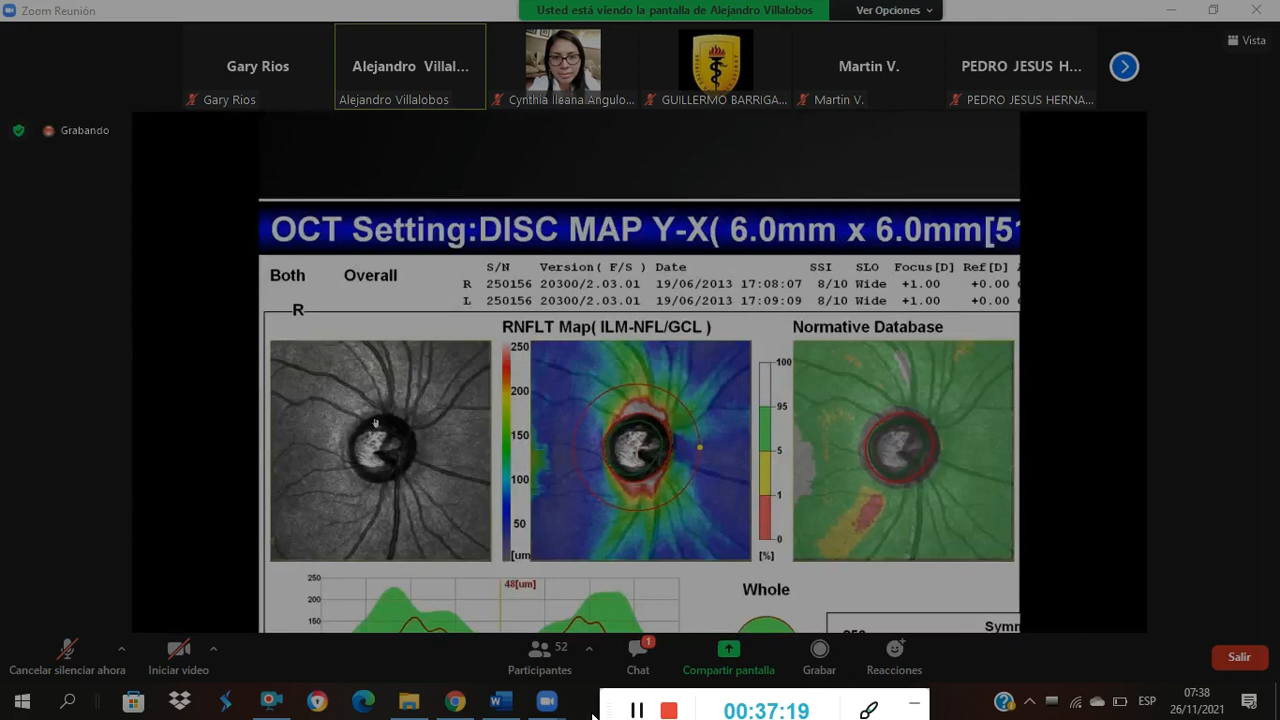 Zoom Reunión
Usted está viendo la pantalla de Alejandro Villalobos
Ver Opciones
Vista
Gary Rios
Alejandro Villal...
Martin V.
PEDRO JESUS H...
Gary Rios
Alejandro Villalobos
Cynthia Ileana Angulo...
GUILLERMO BARRIGA...
Martin V.
PEDRO JESUS HERNA...
Grabando
OCT Setting:DISC MAP Y-X( 6.0mm x 6.0mm[51
S/N Version( F/S ) Date SSI SLO Focus[D] Ref[D]
Both Overall
R 250156 20300/2.03.01 19/06/2013 17:08:07 8/10 Wide +1.00 +0.00
L 250156 20300/2.03.01 19/06/2013 17:09:09 8/10 Wide +1.00 +0.00
R
RNFLT Map( ILM-NFL/GCL )
Normative Database
250
200
150
100
50
[um
100
95
5
1
0
[%]
250
200
150
48[um]
Whole
Symm
Cancelar silenciar ahora
Iniciar video
52
Participantes
1
Chat
Compartir pantalla
Grabar
Reacciones
Salir
00:37:19
ESP
07:38
26/11/2021